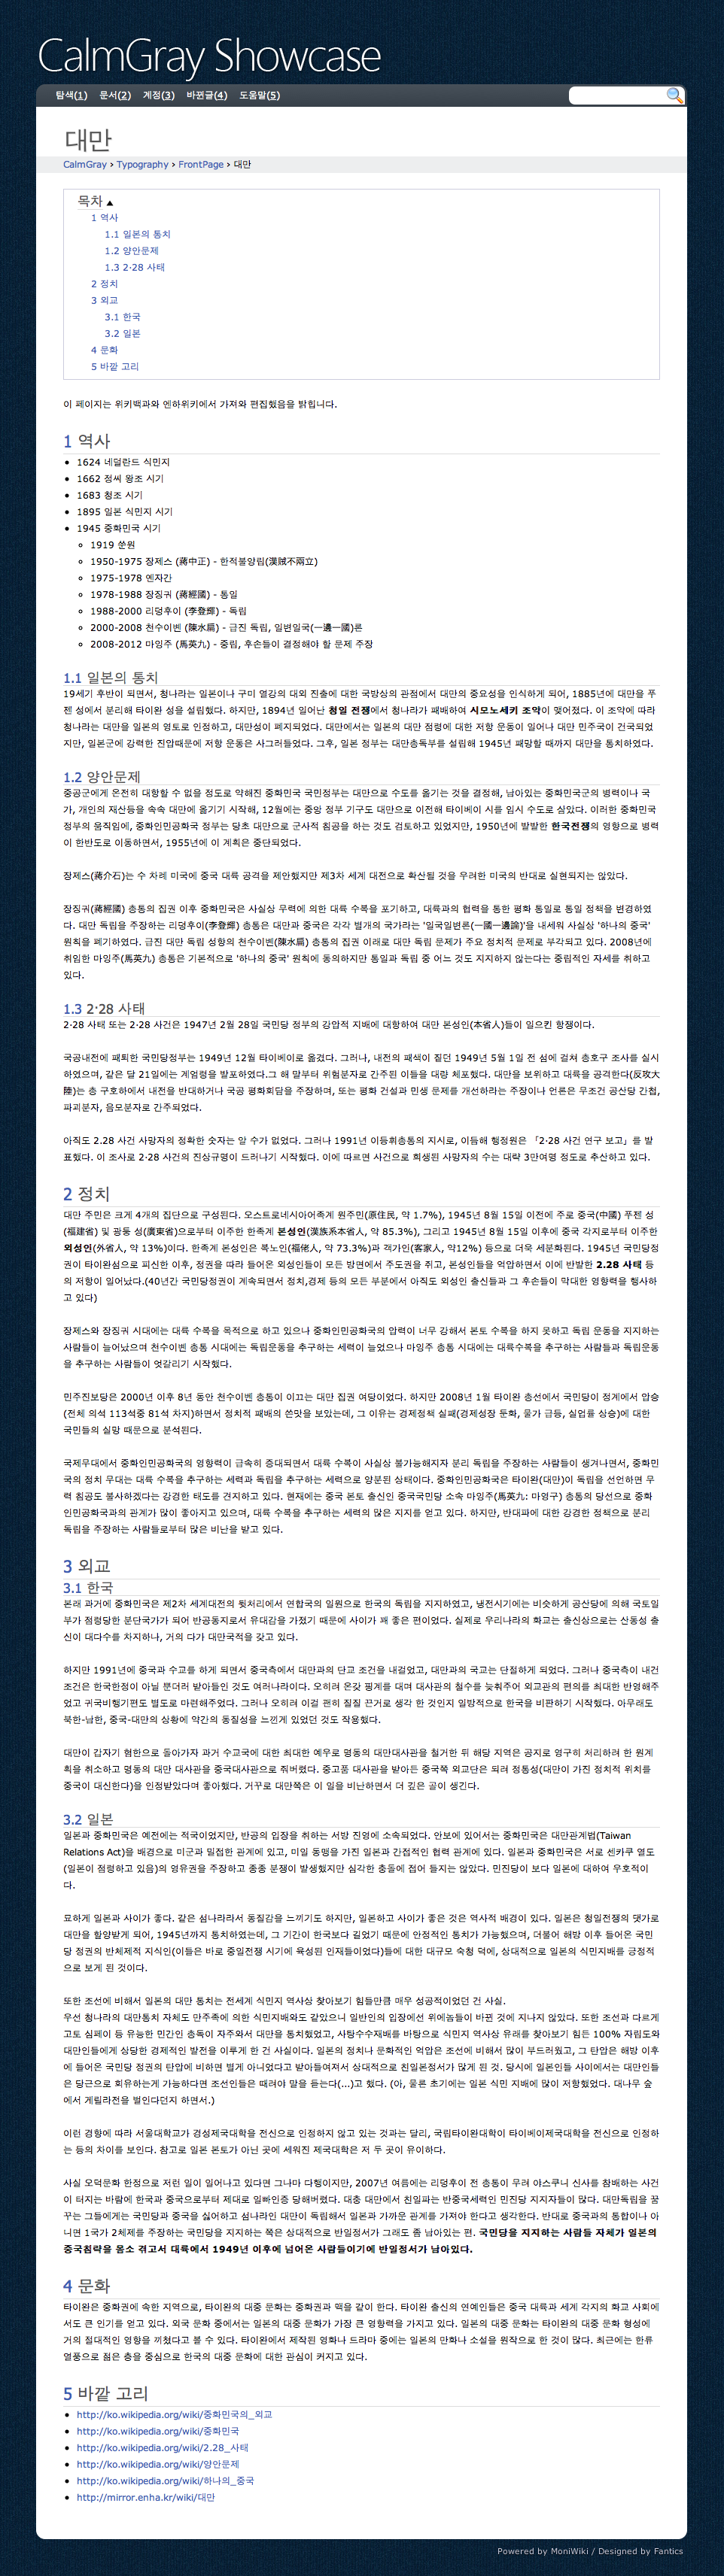 CalmGray Showcase
탐색(1) 문서(2) 계정(3) 바뀐글(4) 도움말(5)
대만
CalmGray › Typography › FrontPage › 대만
목차 ▲
1 역사
1.1 일본의 통치
1.2 양안문제
1.3 2·28 사태
2 정치
3 외교
3.1 한국
3.2 일본
4 문화
5 바깥 고리
이 페이지는 위키백과와 엔하위키에서 가져와 편집했음을 밝힙니다.
1 역사
1624 네덜란드 식민지
1662 정씨 왕조 시기
1683 청조 시기
1895 일본 식민지 시기
1945 중화민국 시기
1919 쑨원
1950-1975 장제스 (蔣中正) - 한적불양립(漢賊不兩立)
1975-1978 옌자간
1978-1988 장징궈 (蔣經國) - 통일
1988-2000 리덩후이 (李登輝) - 독립
2000-2008 천수이벤 (陳水扁) - 급진 독립, 일변일국(一邊一國)론
2008-2012 마잉주 (馬英九) - 중립, 후손들이 결정해야 할 문제 주장
1.1 일본의 통치
19세기 후반이 되면서, 청나라는 일본이나 구미 열강의 대외 진출에 대한 국방상의 관점에서 대만의 중요성을 인식하게 되어, 1885년에 대만을 푸
젠 성에서 분리해 타이완 성을 설립했다. 하지만, 1894년 일어난 청일 전쟁에서 청나라가 패배하여 시모노세키 조약이 맺어졌다. 이 조약에 따라
청나라는 대만을 일본의 영토로 인정하고, 대만성이 폐지되었다. 대만에서는 일본의 대만 점령에 대한 저항 운동이 일어나 대만 민주국이 건국되었
지만, 일본군에 강력한 진압때문에 저항 운동은 사그러들었다. 그후, 일본 정부는 대만총독부를 설립해 1945년 패망할 때까지 대만을 통치하였다.
1.2 양안문제
중공군에게 온전히 대항할 수 없을 정도로 약해진 중화민국 국민정부는 대만으로 수도를 옮기는 것을 결정해, 남아있는 중화민국군의 병력이나 국
가, 개인의 재산등을 속속 대만에 옮기기 시작해, 12월에는 중앙 정부 기구도 대만으로 이전해 타이베이 시를 임시 수도로 삼았다. 이러한 중화민국
정부의 움직임에, 중화인민공화국 정부는 당초 대만으로 군사적 침공을 하는 것도 검토하고 있었지만, 1950년에 발발한 한국전쟁의 영향으로 병력
이 한반도로 이동하면서, 1955년에 이 계획은 중단되었다.
장제스(蔣介石)는 수 차례 미국에 중국 대륙 공격을 제안했지만 제3차 세계 대전으로 확산될 것을 우려한 미국의 반대로 실현되지는 않았다.
장징궈(蔣經國) 총통의 집권 이후 중화민국은 사실상 무력에 의한 대륙 수복을 포기하고, 대륙과의 협력을 통한 평화 통일로 통일 정책을 변경하였
다. 대만 독립을 주장하는 리덩후이(李登輝) 총통은 대만과 중국은 각각 별개의 국가라는 '일국일변론(一國一邊論)'을 내세워 사실상 '하나의 중국'
원칙을 폐기하였다. 급진 대만 독립 성향의 천수이벤(陳水扁) 총통의 집권 이래로 대만 독립 문제가 주요 정치적 문제로 부각되고 있다. 2008년에
취임한 마잉주(馬英九) 총통은 기본적으로 '하나의 중국' 원칙에 동의하지만 통일과 독립 중 어느 것도 지지하지 않는다는 중립적인 자세를 취하고
있다.
1.3 2·28 사태
2·28 사태 또는 2·28 사건은 1947년 2월 28일 국민당 정부의 강압적 지배에 대항하여 대만 본성인(本省人)들이 일으킨 항쟁이다.
국공내전에 패퇴한 국민당정부는 1949년 12월 타이베이로 옮겼다. 그러나, 내전의 패색이 짙던 1949년 5월 1일 전 섬에 걸쳐 총호구 조사를 실시
하였으며, 같은 달 21일에는 계엄령을 발포하였다.그 해 말부터 위험분자로 간주된 이들을 대량 체포했다. 대만을 보위하고 대륙을 공격한다(反攻大
陸)는 총 구호하에서 내전을 반대하거나 국공 평화회담을 주장하며, 또는 평화 건설과 민생 문제를 개선하라는 주장이나 언론은 무조건 공산당 간첩,
파괴분자, 음모분자로 간주되었다.
아직도 2.28 사건 사망자의 정확한 숫자는 알 수가 없었다. 그러나 1991년 이등휘총통의 지시로, 이듬해 행정원은 「2·28 사건 연구 보고」를 발
표했다. 이 조사로 2·28 사건의 진상규명이 드러나기 시작했다. 이에 따르면 사건으로 희생된 사망자의 수는 대략 3만여명 정도로 추산하고 있다.
2 정치
대만 주민은 크게 4개의 집단으로 구성된다. 오스트로네시아어족계 원주민(原住民, 약 1.7%), 1945년 8월 15일 이전에 주로 중국(中國) 푸젠 성
(福建省) 및 광둥 성(廣東省)으로부터 이주한 한족계 본성인(漢族系本省人, 약 85.3%), 그리고 1945년 8월 15일 이후에 중국 각지로부터 이주한
외성인(外省人, 약 13%)이다. 한족계 본성인은 복노인(福佬人, 약 73.3%)과 객가인(客家人, 약12%) 등으로 더욱 세분화된다. 1945년 국민당정
권이 타이완섬으로 피신한 이후, 정권을 따라 들어온 외성인들이 모든 방면에서 주도권을 쥐고, 본성인들을 억압하면서 이에 반발한 2.28 사태 등
의 저항이 일어났다.(40년간 국민당정권이 계속되면서 정치,경제 등의 모든 부분에서 아직도 외성인 출신들과 그 후손들이 막대한 영향력을 행사하
고 있다)
장제스와 장징궈 시대에는 대륙 수복을 목적으로 하고 있으나 중화인민공화국의 압력이 너무 강해서 본토 수복을 하지 못하고 독립 운동을 지지하는
사람들이 늘어났으며 천수이벤 총통 시대에는 독립운동을 추구하는 세력이 늘었으나 마잉주 총통 시대에는 대륙수복을 추구하는 사람들과 독립운동
을 추구하는 사람들이 엇갈리기 시작했다.
민주진보당은 2000년 이후 8년 동안 천수이벤 총통이 이끄는 대만 집권 여당이었다. 하지만 2008년 1월 타이완 총선에서 국민당이 정계에서 압승
(전체 의석 113석중 81석 차지)하면서 정치적 패배의 쓴맛을 보았는데, 그 이유는 경제정책 실패(경제성장 둔화, 물가 급등, 실업률 상승)에 대한
국민들의 실망 때문으로 분석된다.
국제무대에서 중화인민공화국의 영향력이 급속히 증대되면서 대륙 수복이 사실상 불가능해지자 분리 독립을 주장하는 사람들이 생겨나면서, 중화민
국의 정치 무대는 대륙 수복을 추구하는 세력과 독립을 추구하는 세력으로 양분된 상태이다. 중화인민공화국은 타이완(대만)이 독립을 선언하면 무
력 침공도 불사하겠다는 강경한 태도를 견지하고 있다. 현재에는 중국 본토 출신인 중국국민당 소속 마잉주(馬英九: 마영구) 총통의 당선으로 중화
인민공화국과의 관계가 많이 좋아지고 있으며, 대륙 수복을 추구하는 세력의 많은 지지를 얻고 있다. 하지만, 반대파에 대한 강경한 정책으로 분리
독립을 주장하는 사람들로부터 많은 비난을 받고 있다.
3 외교
3.1 한국
본래 과거에 중화민국은 제2차 세계대전의 뒷처리에서 연합국의 일원으로 한국의 독립을 지지하였고, 냉전시기에는 비슷하게 공산당에 의해 국토일
부가 점령당한 분단국가가 되어 반공동지로서 유대감을 가졌기 때문에 사이가 꽤 좋은 편이었다. 실제로 우리나라의 화교는 출신상으로는 산동성 출
신이 대다수를 차지하나, 거의 다가 대만국적을 갖고 있다.
하지만 1991년에 중국과 수교를 하게 되면서 중국측에서 대만과의 단교 조건을 내걸었고, 대만과의 국교는 단절하게 되었다. 그러나 중국측이 내건
조건은 한국한정이 아닐 뿐더러 받아들인 것도 여러나라이다. 오히려 온갖 핑계를 대며 대사관의 철수를 늦춰주어 외교관의 편의를 최대한 반영해주
었고 귀국비행기편도 별도로 마련해주었다. 그러나 오히려 이걸 괜히 질질 끈거로 생각 한 것인지 일방적으로 한국을 비판하기 시작했다. 아무래도
북한-남한, 중국-대만의 상황에 약간의 동질성을 느끼게 있었던 것도 작용했다.
대만이 갑자기 혐한으로 돌아가자 과거 수교국에 대한 최대한 예우로 명동의 대만대사관을 철거한 뒤 해당 지역은 공지로 영구히 처리하려 한 원계
획을 취소하고 명동의 대만 대사관을 중국대사관으로 줘버렸다. 중고품 대사관을 받아든 중국쪽 외교단은 되려 정통성(대만이 가진 정치적 위치를
중국이 대신한다)을 인정받았다며 좋아했다. 거꾸로 대만쪽은 이 일을 비난하면서 더 깊은 골이 생긴다.
3.2 일본
일본과 중화민국은 예전에는 적국이었지만, 반공의 입장을 취하는 서방 진영에 소속되었다. 안보에 있어서는 중화민국은 대만관계법(Taiwan
Relations Act)을 배경으로 미군과 밀접한 관계에 있고, 미일 동맹을 가진 일본과 간접적인 협력 관계에 있다. 일본과 중화민국은 서로 센카쿠 열도
(일본이 점령하고 있음)의 영유권을 주장하고 종종 분쟁이 발생했지만 심각한 충돌에 접어 들지는 않았다. 민진당이 보다 일본에 대하여 우호적이
다.
묘하게 일본과 사이가 좋다. 같은 섬나라라서 동질감을 느끼기도 하지만, 일본하고 사이가 좋은 것은 역사적 배경이 있다. 일본은 청일전쟁의 댓가로
대만을 할양받게 되어, 1945년까지 통치하였는데, 그 기간이 한국보다 길었기 때문에 안정적인 통치가 가능했으며, 더불어 해방 이후 들어온 국민
당 정권의 반체제적 지식인(이들은 바로 중일전쟁 시기에 육성된 인재들이었다)들에 대한 대규모 숙청 덕에, 상대적으로 일본의 식민지배를 긍정적
으로 보게 된 것이다.
또한 조선에 비해서 일본의 대만 통치는 전세계 식민지 역사상 찾아보기 힘들만큼 매우 성공적이었던 건 사실.
우선 청나라의 대만통치 자체도 만주족에 의한 식민지배와도 같았으니 일반인의 입장에선 위에놈들이 바뀐 것에 지나지 않았다. 또한 조선과 다르게
고토 심페이 등 유능한 민간인 총독이 자주와서 대만을 통치했었고, 사탕수수재배를 바탕으로 식민지 역사상 유래를 찾아보기 힘든 100% 자립도와
대만인들에게 상당한 경제적인 발전을 이루게 한 건 사실이다. 일본의 정치나 문화적인 억압은 조선에 비해서 많이 부드러웠고, 그 탄압은 해방 이후
에 들어온 국민당 정권의 탄압에 비하면 별게 아니었다고 받아들여져서 상대적으로 친일본정서가 많게 된 것. 당시에 일본인들 사이에서는 대만인들
은 당근으로 회유하는게 가능하다면 조선인들은 때려야 말을 듣는다(...)고 했다. (아, 물론 초기에는 일본 식민 지배에 많이 저항했었다. 대나무 숲
에서 게릴라전을 벌인다던지 하면서.)
이런 경향에 따라 서울대학교가 경성제국대학을 전신으로 인정하지 않고 있는 것과는 달리, 국립타이완대학이 타이베이제국대학을 전신으로 인정하
는 등의 차이를 보인다. 참고로 일본 본토가 아닌 곳에 세워진 제국대학은 저 두 곳이 유이하다.
사실 오덕문화 한정으로 저런 일이 일어나고 있다면 그나마 다행이지만, 2007년 여름에는 리덩후이 전 총통이 무려 야스쿠니 신사를 참배하는 사건
이 터지는 바람에 한국과 중국으로부터 제대로 일빠인증 당해버렸다. 대충 대만에서 친일파는 반중국세력인 민진당 지지자들이 많다. 대만독립을 꿈
꾸는 그들에게는 국민당과 중국을 싫어하고 섬나라인 대만이 독립해서 일본과 가까운 관계를 가져야 한다고 생각한다. 반대로 중국과의 통합이나 아
니면 1국가 2체제를 주장하는 국민당을 지지하는 쪽은 상대적으로 반일정서가 그래도 좀 남아있는 편. 국민당을 지지하는 사람들 자체가 일본의
중국침략을 몸소 겪고서 대륙에서 1949년 이후에 넘어온 사람들이기에 반일정서가 남아있다.
4 문화
타이완은 중화권에 속한 지역으로, 타이완의 대중 문화는 중화권과 맥을 같이 한다. 타이완 출신의 연예인들은 중국 대륙과 세계 각지의 화교 사회에
서도 큰 인기를 얻고 있다. 외국 문화 중에서는 일본의 대중 문화가 가장 큰 영향력을 가지고 있다. 일본의 대중 문화는 타이완의 대중 문화 형성에
거의 절대적인 영향을 끼쳤다고 볼 수 있다. 타이완에서 제작된 영화나 드라마 중에는 일본의 만화나 소설을 원작으로 한 것이 많다. 최근에는 한류
열풍으로 젊은 층을 중심으로 한국의 대중 문화에 대한 관심이 커지고 있다.
5 바깥 고리
http://ko.wikipedia.org/wiki/중화민국의_외교
http://ko.wikipedia.org/wiki/중화민국
http://ko.wikipedia.org/wiki/2.28_사태
http://ko.wikipedia.org/wiki/양안문제
http://ko.wikipedia.org/wiki/하나의_중국
http://mirror.enha.kr/wiki/대만
Powered by MoniWiki / Designed by Fantics